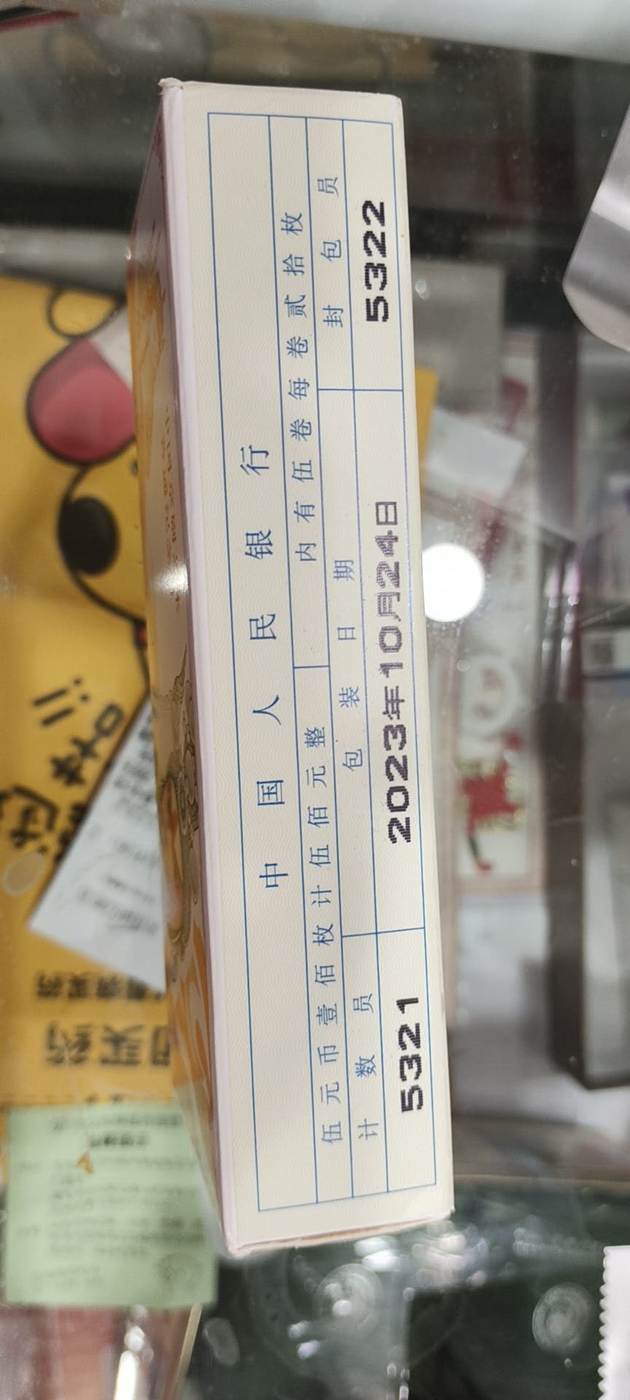 中国人民银行
伍元币壹佰枚计伍佰元整 内有伍卷每卷贰拾枚
计数员 包装日期 封包员
5321 2023年10月24日 5322